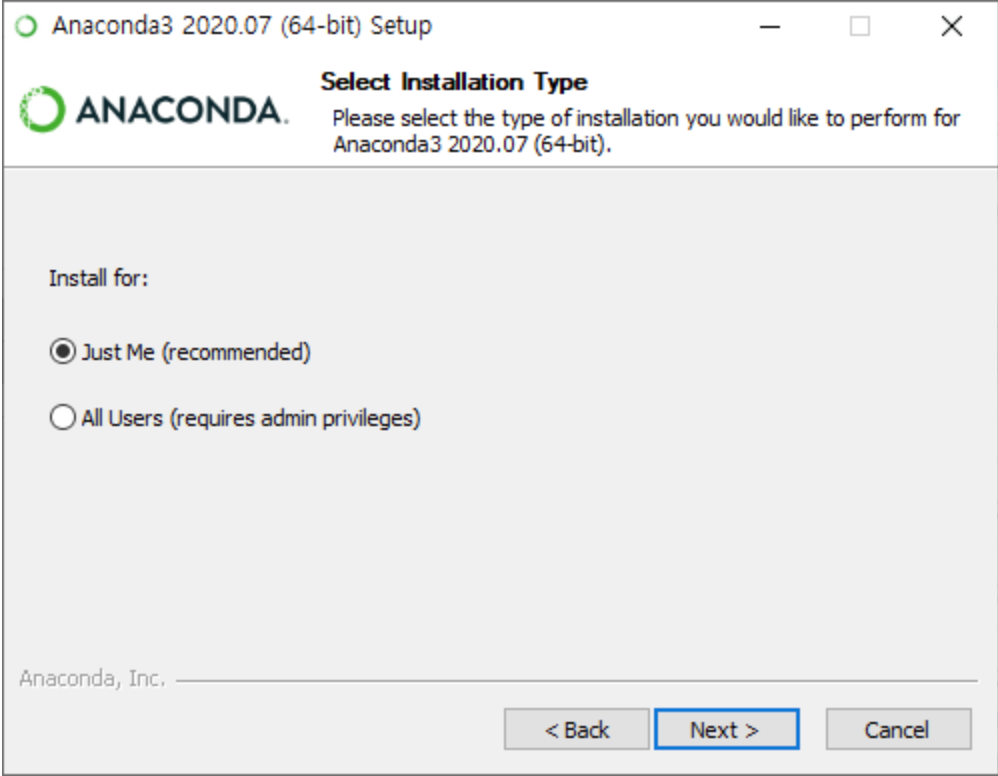 Anaconda3 2020.07 (64-bit) Setup
ANACONDA.
Select Installation Type
Please select the type of installation you would like to perform for
Anaconda3 2020.07 (64-bit).
Install for:
Just Me (recommended)
All Users (requires admin privileges)
Anaconda, Inc.
< Back
Next >
Cancel